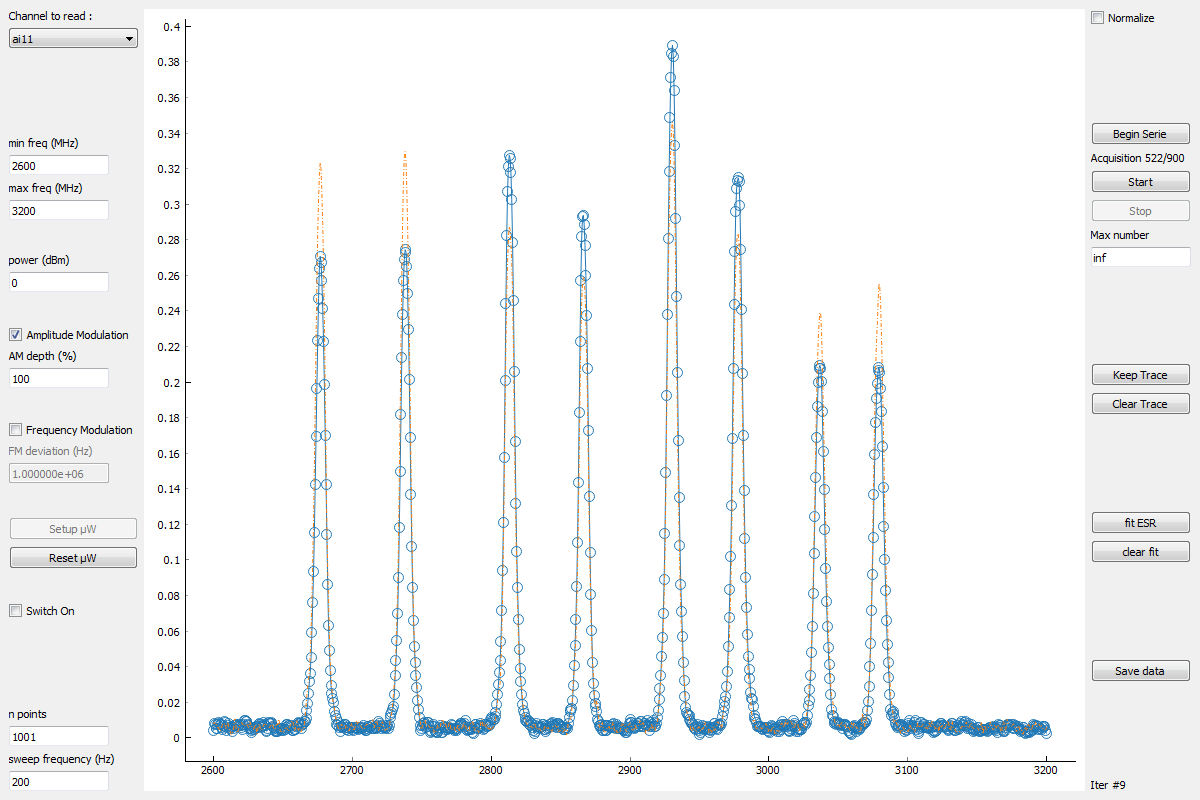 Channel to read :
ai11
min freq (MHz)
2600
max freq (MHz)
3200
power (dBm)
0
Amplitude Modulation
AM depth (%)
100
Frequency Modulation
FM deviation (Hz)
1.000000e+06
Setup µW
Reset µW
Switch On
n points
1001
sweep frequency (Hz)
200
0.4
0.38
0.36
0.34
0.32
0.3
0.28
0.26
0.24
0.22
0.2
0.18
0.16
0.14
0.12
0.1
0.08
0.06
0.04
0.02
0
2600 2700 2800 2900 3000 3100 3200
Normalize
Begin Serie
Acquisition 522/900
Start
Stop
Max number
inf
Keep Trace
Clear Trace
fit ESR
clear fit
Save data
Iter #9